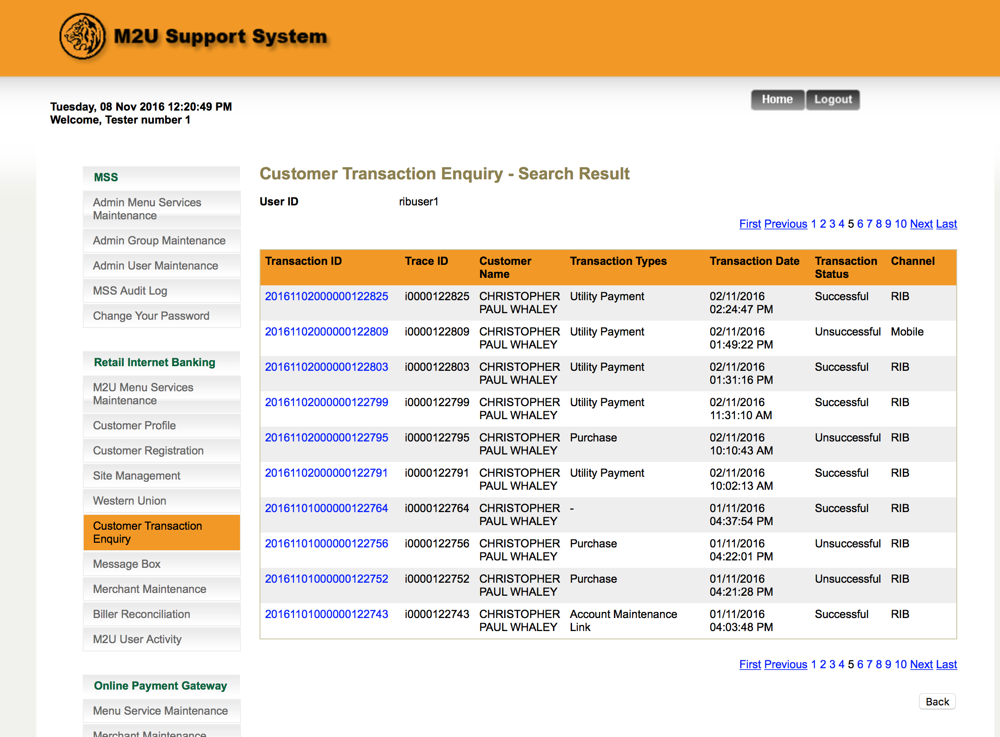 M2U Support System
Home Logout
Tuesday, 08 Nov 2016 12:20:49 PM
Welcome, Tester number 1
MSS
Admin Menu Services
Maintenance
Admin Group Maintenance
Admin User Maintenance
MSS Audit Log
Change Your Password
Retail Internet Banking
M2U Menu Services
Maintenance
Customer Profile
Customer Registration
Site Management
Western Union
Customer Transaction
Enquiry
Message Box
Merchant Maintenance
Biller Reconciliation
M2U User Activity
Online Payment Gateway
Menu Service Maintenance
Merchant Maintenance
Customer Transaction Enquiry - Search Result
User ID ribuser1
First Previous 1 2 3 4 5 6 7 8 9 10 Next Last
Transaction ID Trace ID Customer Transaction Types Transaction Date Transaction Channel
Name Status
20161102000000122825 i0000122825 CHRISTOPHER Utility Payment 02/11/2016 Successful RIB
PAUL WHALEY 02:24:47 PM
20161102000000122809 i0000122809 CHRISTOPHER Utility Payment 02/11/2016 Unsuccessful Mobile
PAUL WHALEY 01:49:22 PM
20161102000000122803 i0000122803 CHRISTOPHER Utility Payment 02/11/2016 Successful RIB
PAUL WHALEY 01:31:16 PM
20161102000000122799 i0000122799 CHRISTOPHER Utility Payment 02/11/2016 Successful RIB
PAUL WHALEY 11:31:10 AM
20161102000000122795 i0000122795 CHRISTOPHER Purchase 02/11/2016 Unsuccessful RIB
PAUL WHALEY 10:10:43 AM
20161102000000122791 i0000122791 CHRISTOPHER Utility Payment 02/11/2016 Successful RIB
PAUL WHALEY 10:02:13 AM
20161101000000122764 i0000122764 CHRISTOPHER - 01/11/2016 Successful RIB
PAUL WHALEY 04:37:54 PM
20161101000000122756 i0000122756 CHRISTOPHER Purchase 01/11/2016 Unsuccessful RIB
PAUL WHALEY 04:22:01 PM
20161101000000122752 i0000122752 CHRISTOPHER Purchase 01/11/2016 Unsuccessful RIB
PAUL WHALEY 04:21:28 PM
20161101000000122743 i0000122743 CHRISTOPHER Account Maintenance 01/11/2016 Successful RIB
PAUL WHALEY Link 04:03:48 PM
First Previous 1 2 3 4 5 6 7 8 9 10 Next Last
Back